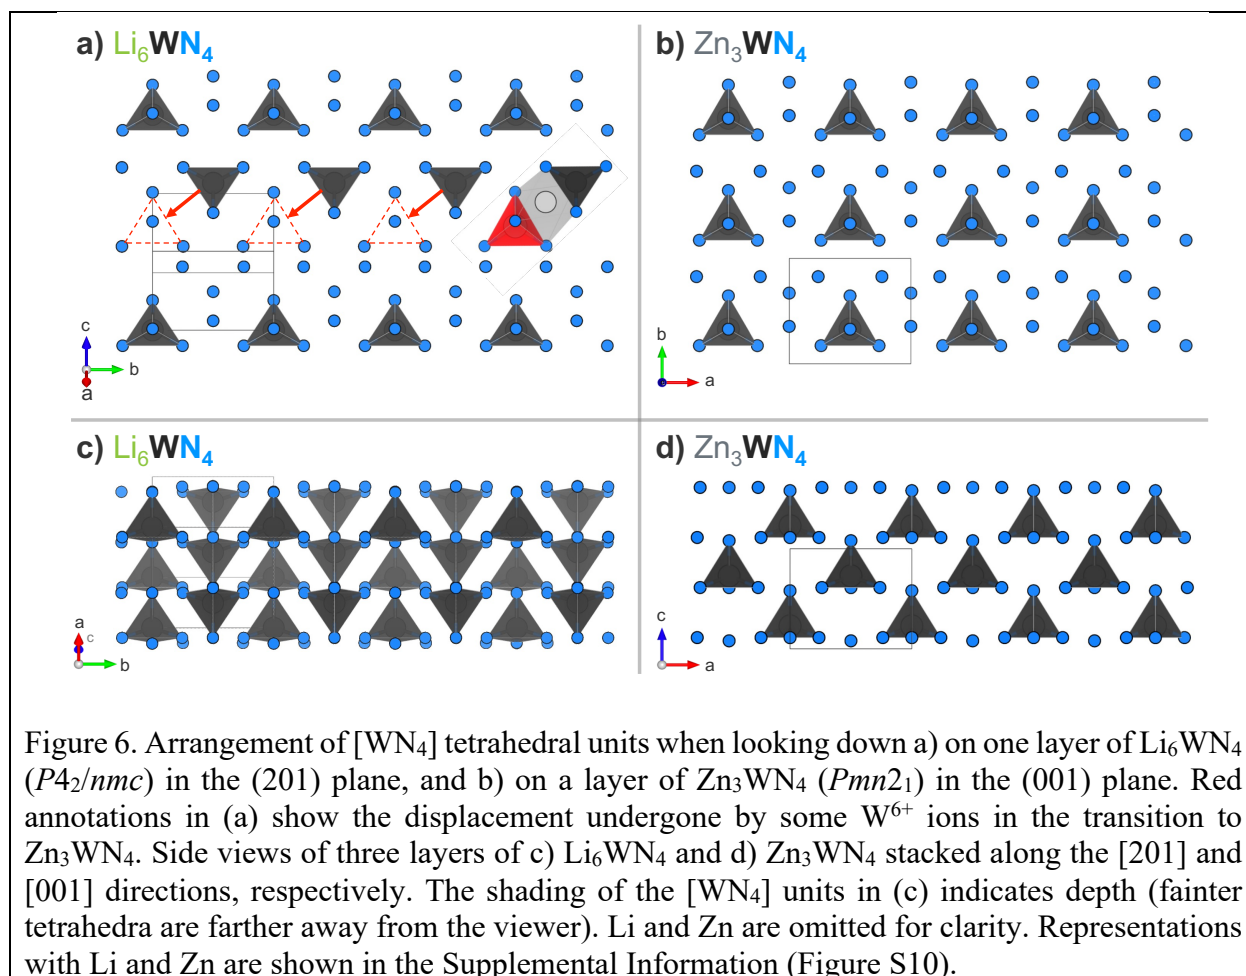 a) Li₆WN₄
b) Zn₃WN₄
c
b
a
b
a
c) Li₆WN₄
d) Zn₃WN₄
a
c
b
c
a
Figure 6. Arrangement of [WN₄] tetrahedral units when looking down a) on one layer of Li₆WN₄
(P4₂/nmc) in the (201) plane, and b) on a layer of Zn₃WN₄ (Pmn2₁) in the (001) plane. Red
annotations in (a) show the displacement undergone by some W⁶⁺ ions in the transition to
Zn₃WN₄. Side views of three layers of c) Li₆WN₄ and d) Zn₃WN₄ stacked along the [201] and
[001] directions, respectively. The shading of the [WN₄] units in (c) indicates depth (fainter
tetrahedra are farther away from the viewer). Li and Zn are omitted for clarity. Representations
with Li and Zn are shown in the Supplemental Information (Figure S10).